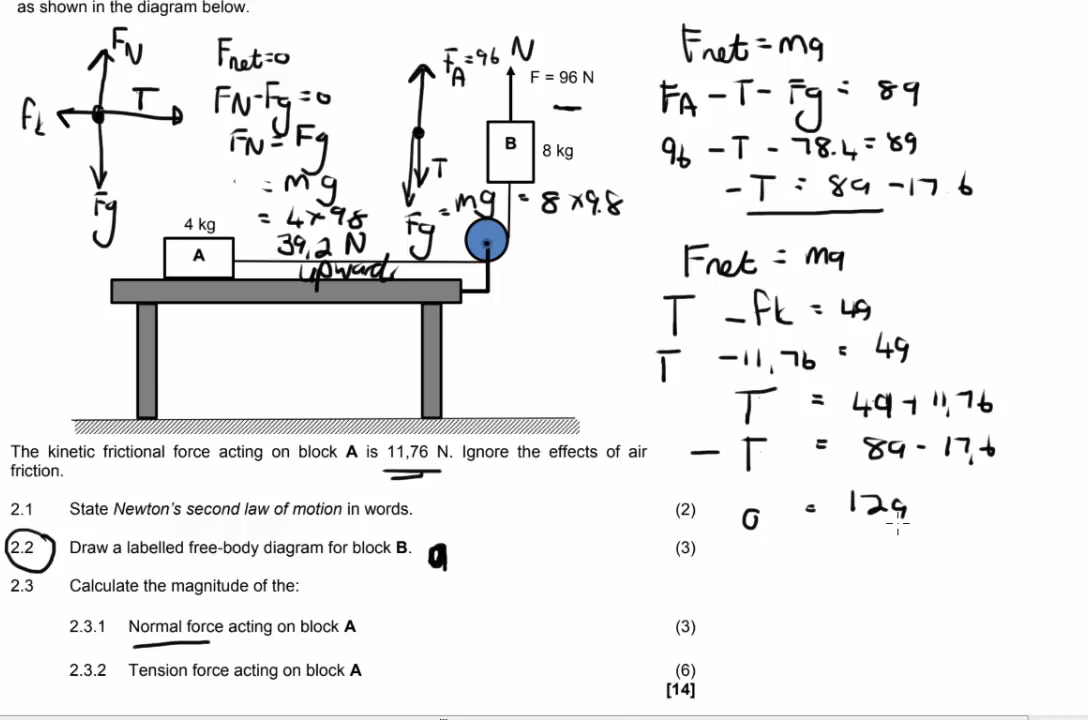 as shown in the diagram below.
FN
T
fk
Fg
Fnet=0
FN-Fg=0
FN=Fg
= mg
= 4×9.8
39,2 N
upward
4 kg
A
FA=96 N
F = 96 N
B
8 kg
T
Fg = mg = 8×9.8
Fnet = ma
FA - T - Fg = 8a
96 - T - 78.4 = 8a
- T = 8a - 17.6
Fnet = ma
T - fk = 4a
T - 11,76 = 4a
T = 4a + 11,76
- T = 8a - 17,6
0 = 12a
The kinetic frictional force acting on block A is 11,76 N. Ignore the effects of air
friction.
2.1 State Newton's second law of motion in words. (2)
2.2 Draw a labelled free-body diagram for block B. (3)
2.3 Calculate the magnitude of the:
2.3.1 Normal force acting on block A (3)
2.3.2 Tension force acting on block A (6)
[14]